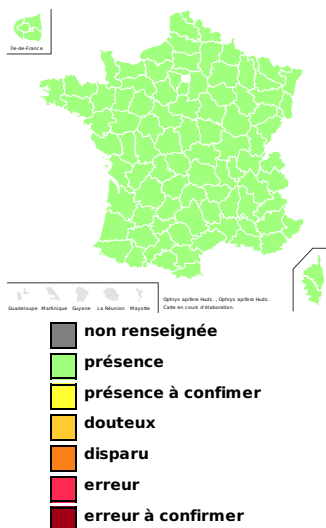 Île-de-France
Guadeloupe Martinique Guyane La Réunion Mayotte
Ophrys apifera Huds. , Ophrys apifera Huds.
Carte en cours d'élaboration.
non renseignée
présence
présence à confimer
douteux
disparu
erreur
erreur à confirmer